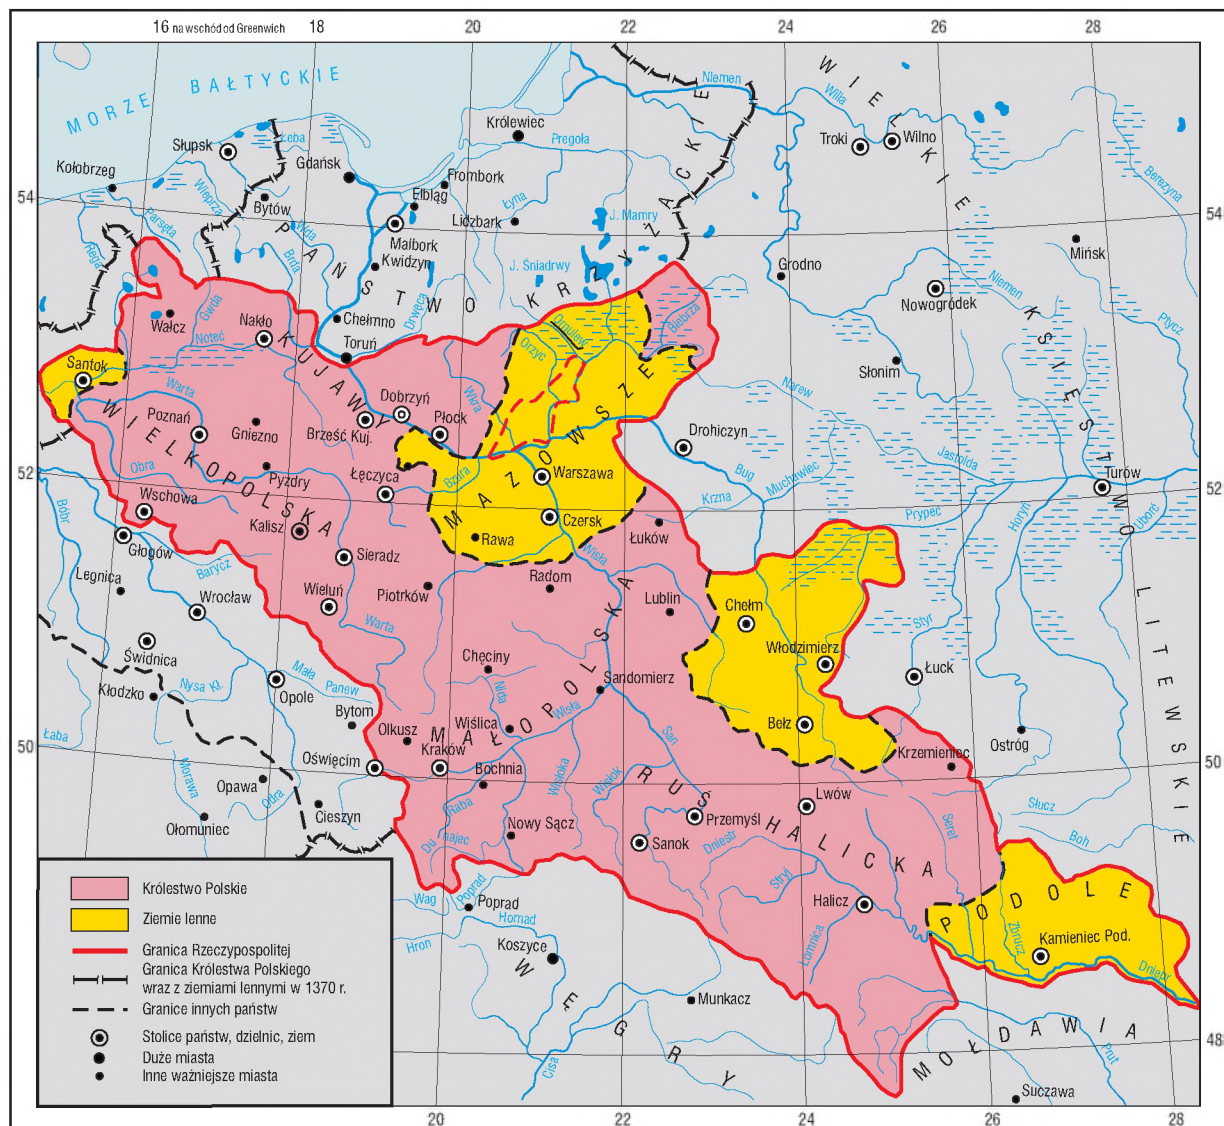 16 na wschód od Greenwich
18
20
22
24
26
28
MORZE BAŁTYCKIE
Słupsk
Łeba
Gdańsk
Królewiec
Pregoła
Niemen
Wilia
Troki
Wilno
WIELKIE KSIĘSTWO LITEWSKIE
Berezyna
Kołobrzeg
Wieprza
Bytów
Frombork
Elbląg
Łyna
Lidzbark
J. Mamry
54
54
Parsęta
Rega
Wda
Brda
Malbork
Kwidzyn
PAŃSTWO KRZYŻACKIE
J. Śniadrwy
Grodno
Mińsk
Nowogródek
Niemen
Ptycz
Gwda
Wałcz
Nakło
Noteć
Chełmno
Drwęca
Toruń
Omulew
Orzyc
Biebrza
Słonim
Santok
Warta
KUJAWY
Dobrzyń
Wkra
Płock
Narew
Poznań
Gniezno
Brześć Kuj.
WIELKOPOLSKA
MAZOWSZE
Drohiczyn
Jasiołda
Turów
52
52
Obra
Pyzdry
Łęczyca
Bzura
Warszawa
Bug
Muchawiec
Krzna
Prypeć
Horyń
Uborć
Bóbr
Wschowa
Kalisz
Czersk
Głogów
Rawa
Łuków
Wisła
Barycz
Sieradz
Legnica
Wrocław
Wieluń
Piotrków
Radom
Lublin
Chełm
Styr
Warta
Świdnica
Włodzimierz
Łuck
Kłodzko
Nysa Kł.
Mała Panew
Opole
Chęciny
Nida
Sandomierz
MAŁOPOLSKA
Bytom
Olkusz
Wiślica
Wisła
Bełz
Ostróg
50
50
Łaba
Oświęcim
Kraków
Bochnia
San
Krzemieniec
Morawa
Opawa
Odra
Raba
Wisłoka
Wisłok
RUŚ HALICKA
Lwów
Słucz
Ołomuniec
Cieszyn
Dunajec
Nowy Sącz
Przemyśl
Sanok
Dniestr
Seret
Boh
Stryj
Wag
Poprad
Poprad
Hornad
Hron
Halicz
PODOLE
Zbrucz
Kamieniec Pod.
Łomnica
Koszyce
WĘGRY
Munkacz
Dniepr
Cisa
MOŁDAWIA
Prut
48
Suczawa
Królestwo Polskie
Ziemie lenne
Granica Rzeczypospolitej
Granica Królestwa Polskiego
wraz z ziemiami lennymi w 1370 r.
Granice innych państw
Stolice państw, dzielnic, ziem
Duże miasta
Inne ważniejsze miasta
20
22
24
26
28